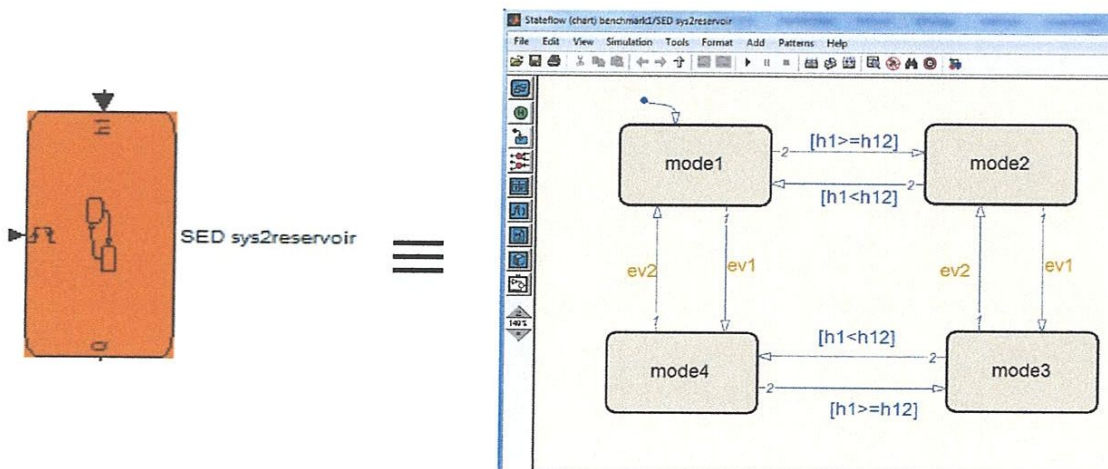 h1
q
SED sys2reservoir
≡
Stateflow (chart) benchmark1/SED sys2reservoir
File Edit View Simulation Tools Format Add Patterns Help
140%
mode1
2
[h1>=h12]
mode2
[h1<h12]
2
1
1
ev2
ev1
ev2
ev1
1
1
[h1<h12]
mode4
2
mode3
2
[h1>=h12]